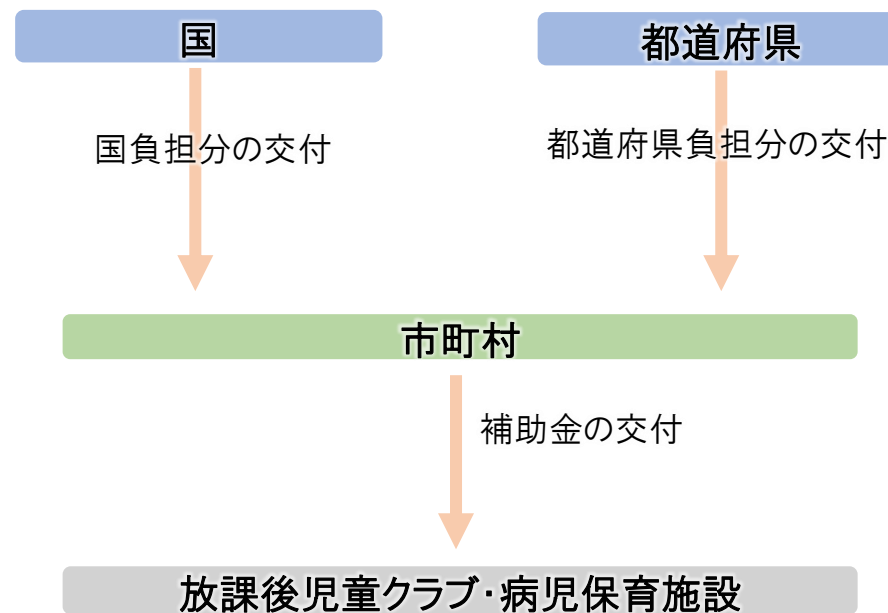 国
都道府県
国負担分の交付
都道府県負担分の交付
市町村
補助金の交付
放課後児童クラブ・病児保育施設